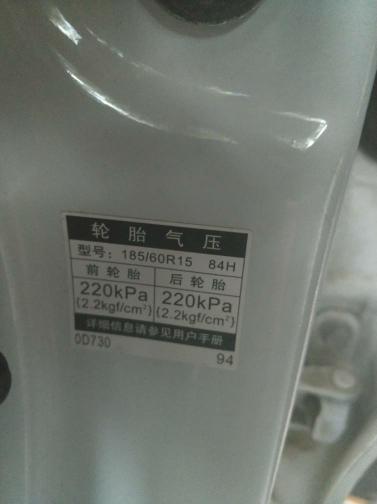 轮胎气压
型号: 185/60R15 84H
前轮胎 后轮胎
220kPa 220kPa
(2.2kgf/cm²) (2.2kgf/cm²)
详细信息请参见用户手册
0D730 94